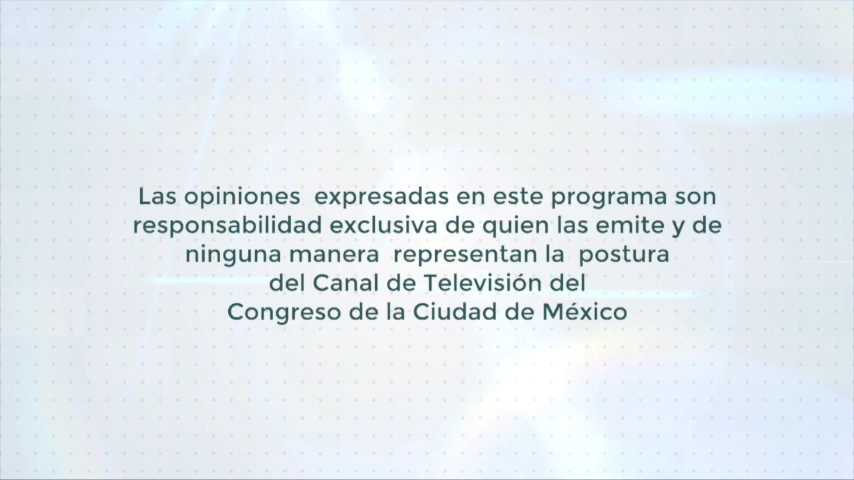 Las opiniones  expresadas en este programa son
responsabilidad exclusiva de quien las emite y de
ninguna manera  representan la  postura
del Canal de Televisión del
Congreso de la Ciudad de México